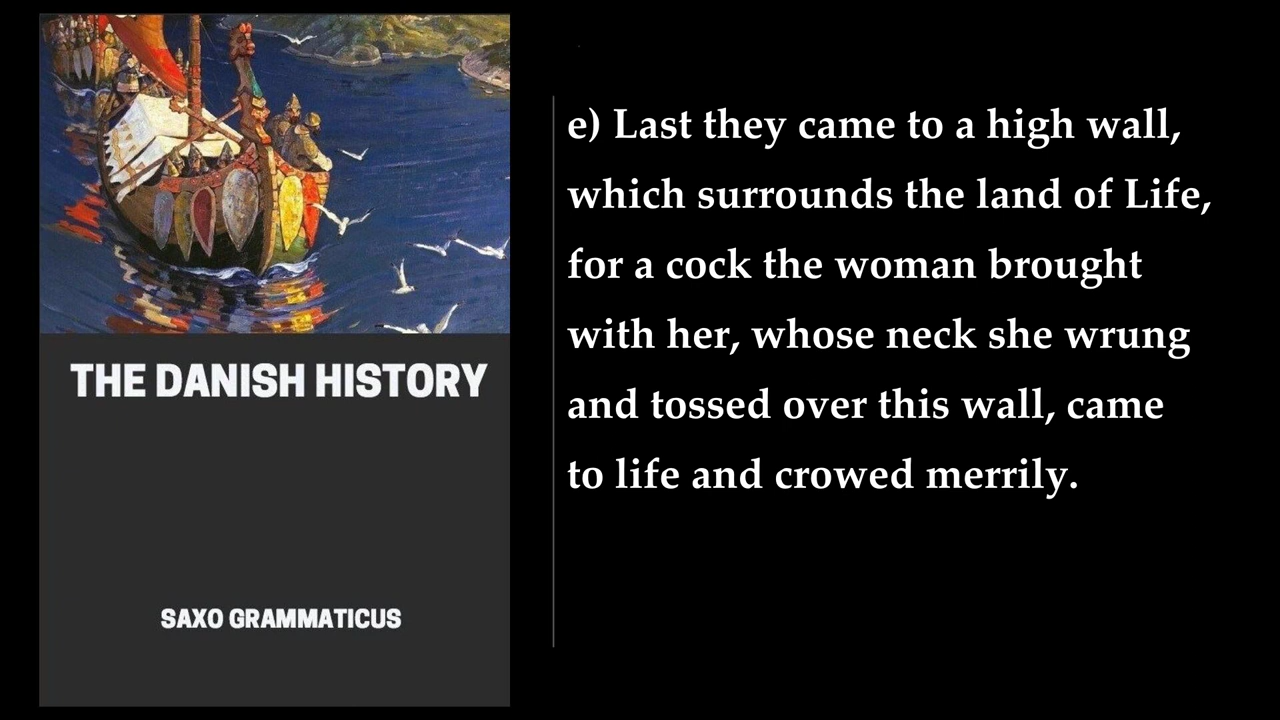 THE DANISH HISTORY
SAXO GRAMMATICUS
e) Last they came to a high wall,
which surrounds the land of Life,
for a cock the woman brought
with her, whose neck she wrung
and tossed over this wall, came
to life and crowed merrily.